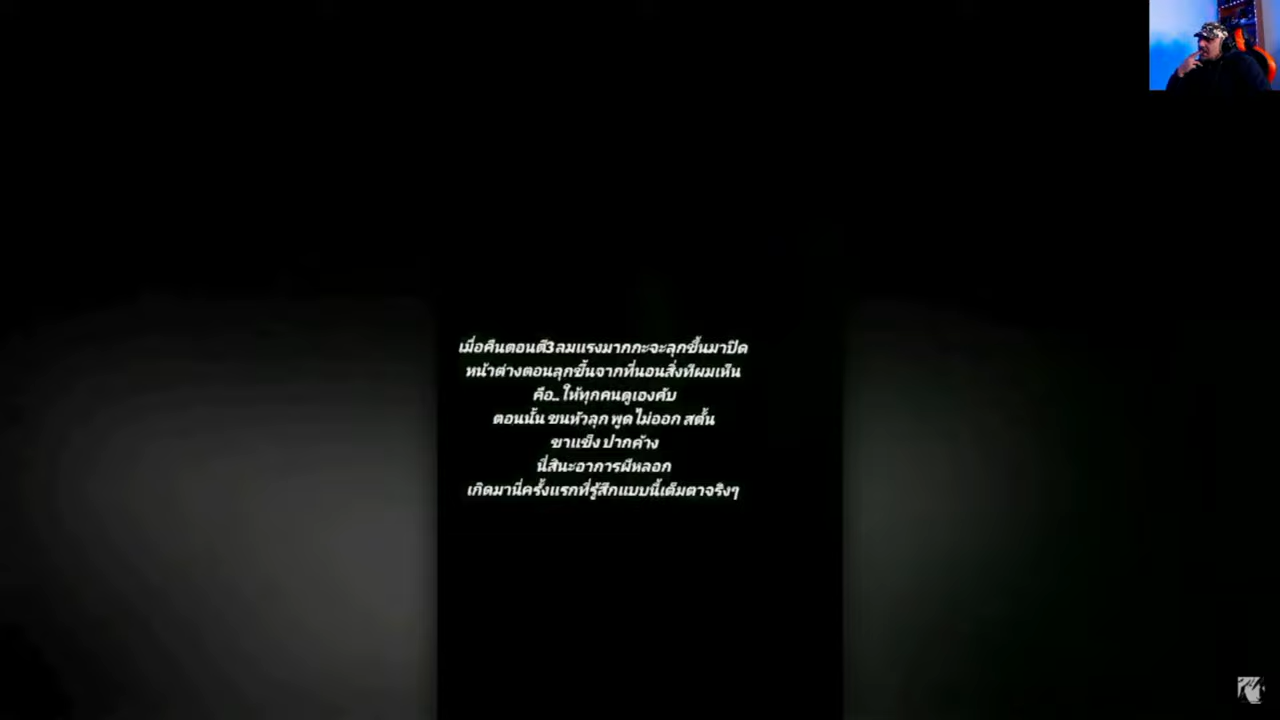 เมื่อคืนตอนตี3ลมแรงมากกะจะลุกขึ้นมาปิด
หน้าต่างตอนลุกขึ้นจากที่นอนสิ่งที่ผมเห็น
คือ.. ให้ทุกคนดูเองคับ
ตอนนั้น ขนหัวลุก พูด ไม่ออก สตั้น
ขาแข็ง ปากค้าง
นี่สินะอาการผีหลอก
เกิดมานี่ครั้งแรกที่รู้สึกแบบนี้เต็มตาจริงๆ